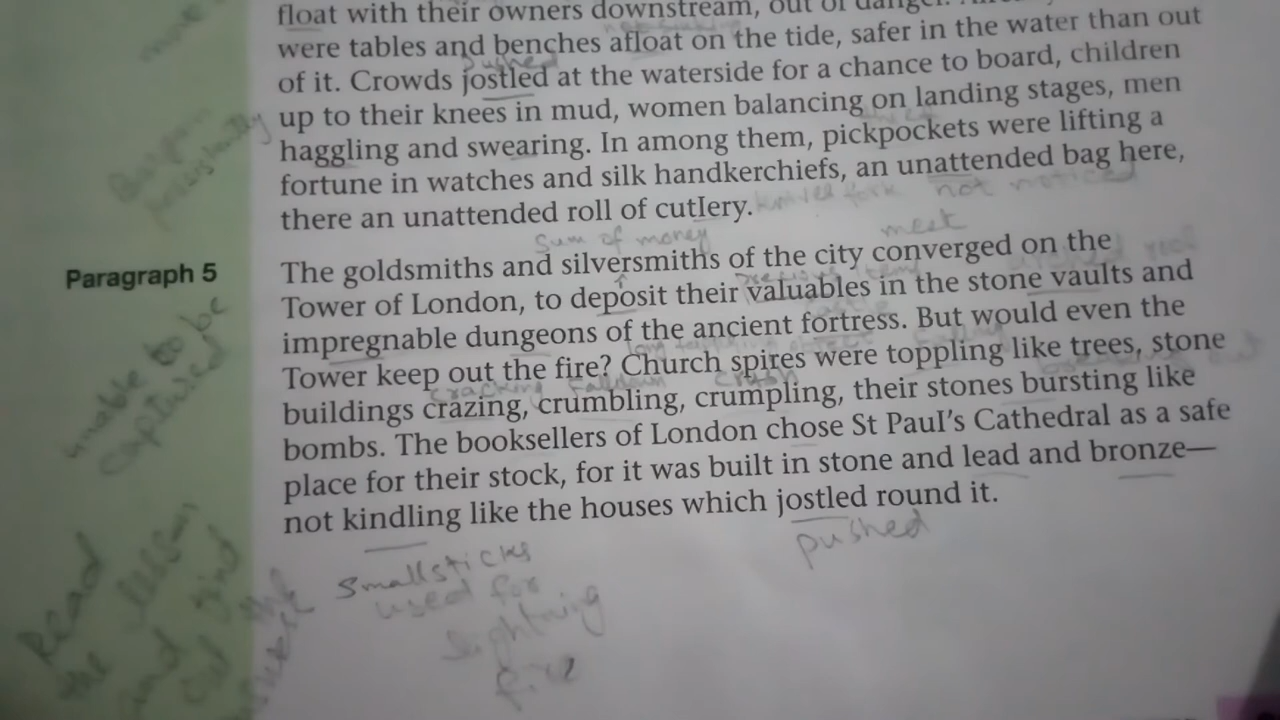 float with their owners downstream, out of danger.
were tables and benches afloat on the tide, safer in the water than out
pushed
of it. Crowds jostled at the waterside for a chance to board, children
up to their knees in mud, women balancing on landing stages, men
haggling and swearing. In among them, pickpockets were lifting a
fortune in watches and silk handkerchiefs, an unattended bag here,
not noticed
there an unattended roll of cutlery.
sum of money
meet
Paragraph 5
The goldsmiths and silversmiths of the city converged on the
Tower of London, to deposit their valuables in the stone vaults and
impregnable dungeons of the ancient fortress. But would even the
Tower keep out the fire? Church spires were toppling like trees, stone
cracking falldown crush
buildings crazing, crumbling, crumpling, their stones bursting like
bombs. The booksellers of London chose St Paul's Cathedral as a safe
place for their stock, for it was built in stone and lead and bronze—
not kindling like the houses which jostled round it.
unable to be
captured
pushed
smallsticks
used for
lightning
fire
Read
the
and